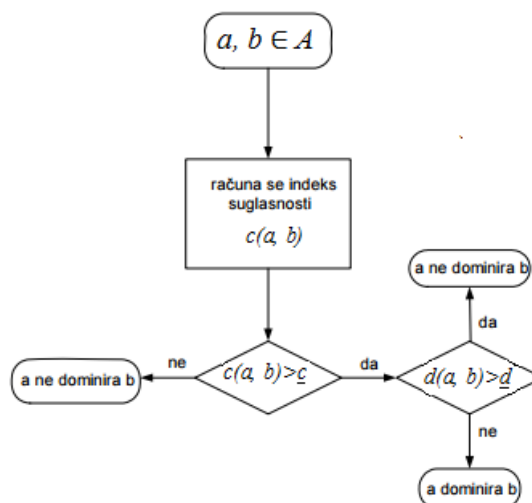 a, b ∈ A
računa se indeks
suglasnosti
c(a, b)
a ne dominira b
da
ne
c(a, b)>c
da
d(a, b)>d
a ne dominira b
ne
a dominira b